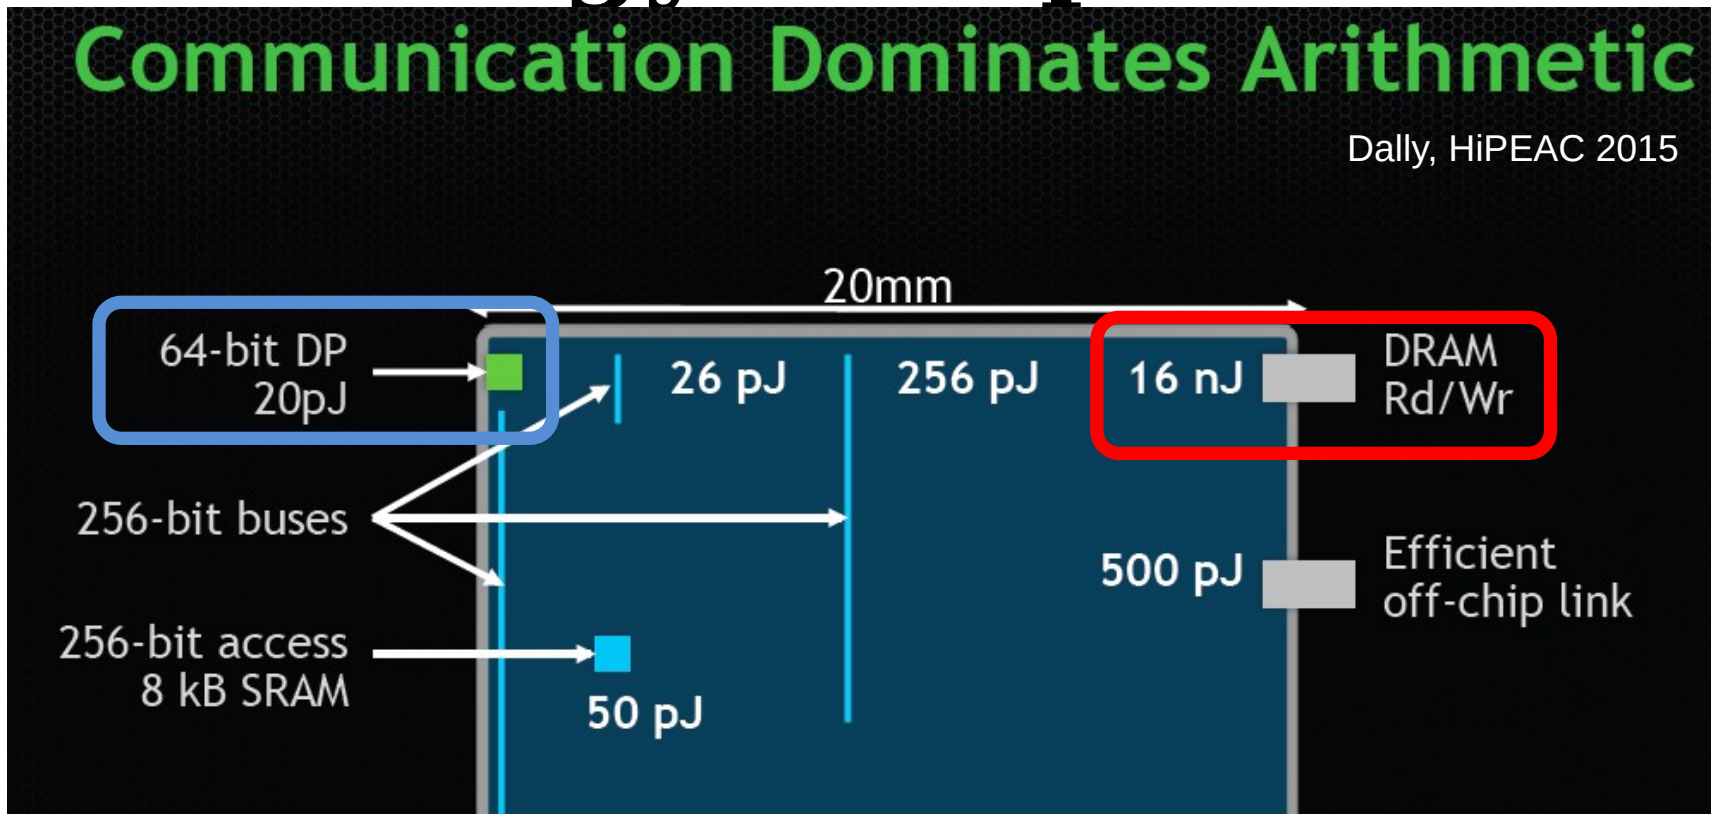 Communication Dominates Arithmetic
Dally, HiPEAC 2015
20mm
64-bit DP
20pJ
26 pJ
256 pJ
16 nJ
DRAM
Rd/Wr
256-bit buses
500 pJ
Efficient
off-chip link
256-bit access
8 kB SRAM
50 pJ